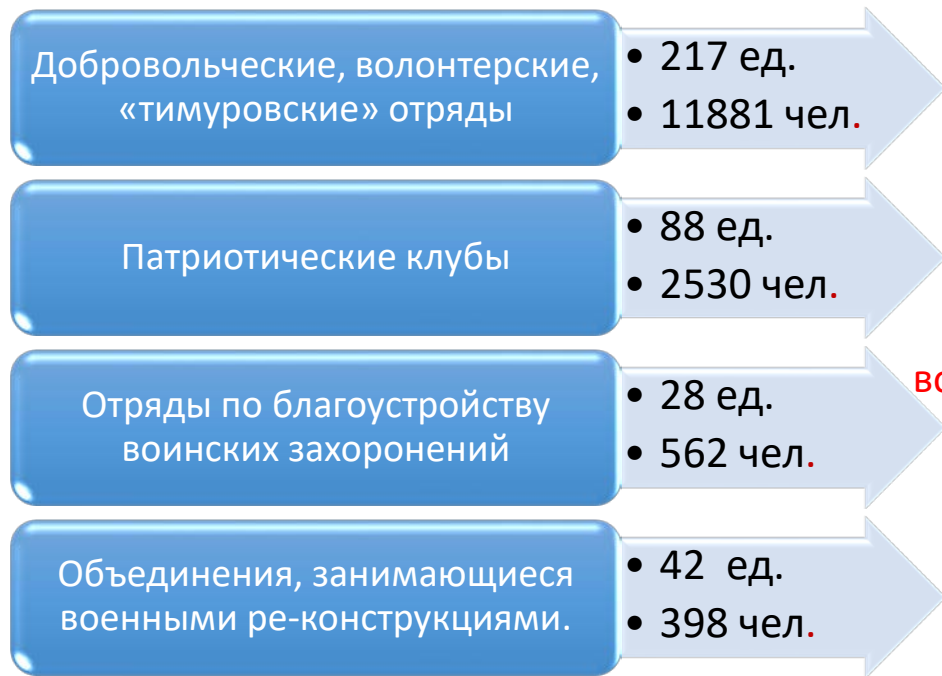 Добровольческие, волонтерские,
«тимуровские» отряды
• 217 ед.
• 11881 чел.
Патриотические клубы
• 88 ед.
• 2530 чел.
Отряды по благоустройству
воинских захоронений
• 28 ед.
• 562 чел.
Объединения, занимающиеся
военными ре-конструкциями.
• 42 ед.
• 398 чел.